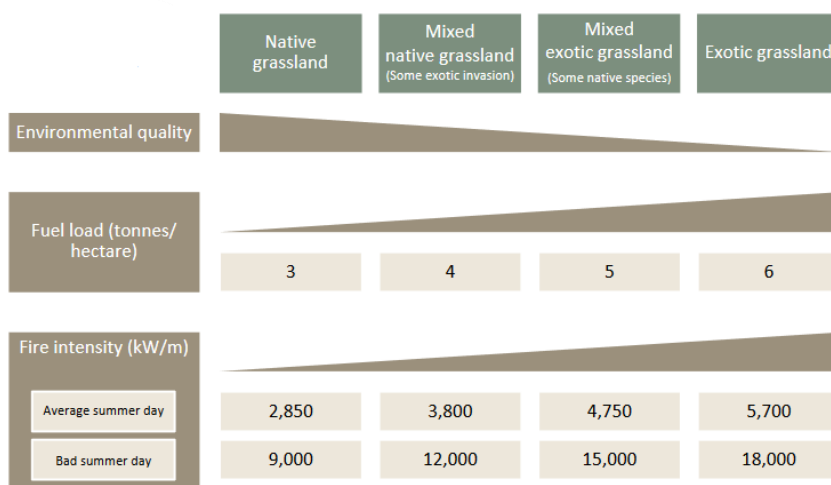 Native
grassland
Mixed
native grassland
(Some exotic invasion)
Mixed
exotic grassland
(Some native species)
Exotic grassland
Environmental quality
Fuel load (tonnes/
hectare)
3
4
5
6
Fire intensity (kW/m)
Average summer day
2,850
3,800
4,750
5,700
Bad summer day
9,000
12,000
15,000
18,000